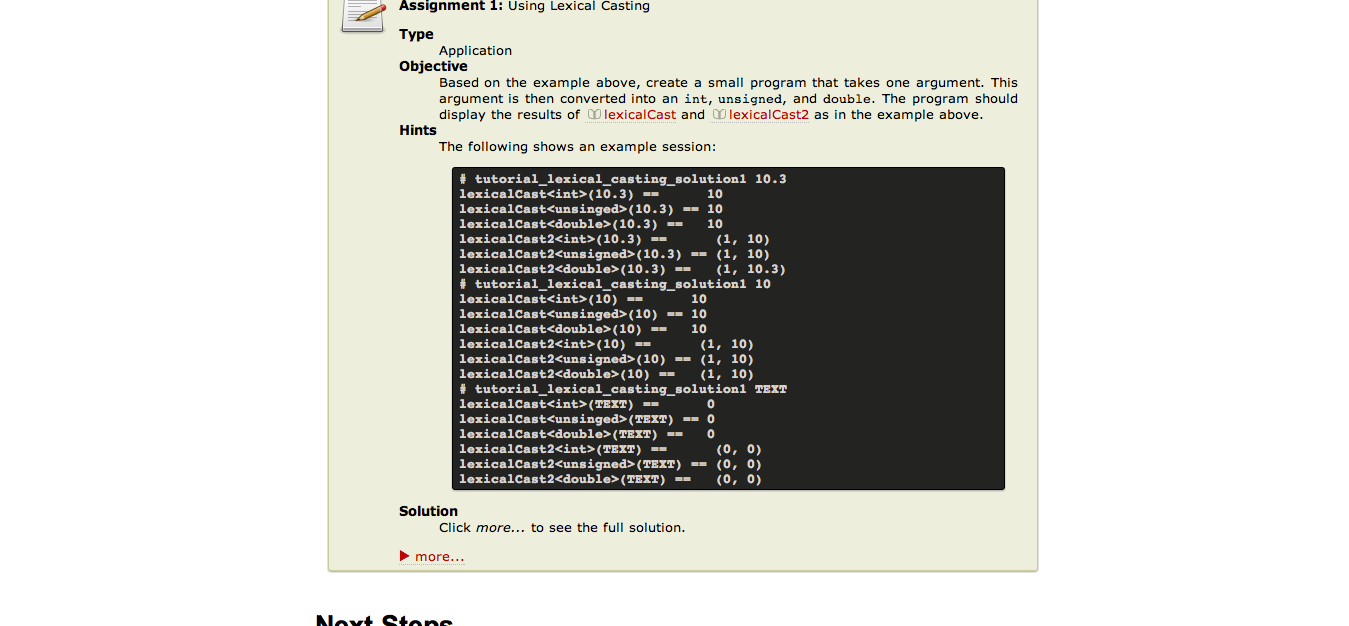 Assignment 1: Using Lexical Casting
Type
Application
Objective
Based on the example above, create a small program that takes one argument. This
argument is then converted into an int, unsigned, and double. The program should
display the results of lexicalCast and lexicalCast2 as in the example above.
Hints
The following shows an example session:
# tutorial_lexical_casting_solution1 10.3
lexicalCast<int>(10.3) ==      10
lexicalCast<unsinged>(10.3) == 10
lexicalCast<double>(10.3) ==   10
lexicalCast2<int>(10.3) ==      (1, 10)
lexicalCast2<unsigned>(10.3) == (1, 10)
lexicalCast2<double>(10.3) ==   (1, 10.3)
# tutorial_lexical_casting_solution1 10
lexicalCast<int>(10) ==      10
lexicalCast<unsinged>(10) == 10
lexicalCast<double>(10) ==   10
lexicalCast2<int>(10) ==      (1, 10)
lexicalCast2<unsigned>(10) == (1, 10)
lexicalCast2<double>(10) ==   (1, 10)
# tutorial_lexical_casting_solution1 TEXT
lexicalCast<int>(TEXT) ==      0
lexicalCast<unsinged>(TEXT) == 0
lexicalCast<double>(TEXT) ==   0
lexicalCast2<int>(TEXT) ==      (0, 0)
lexicalCast2<unsigned>(TEXT) == (0, 0)
lexicalCast2<double>(TEXT) ==   (0, 0)
Solution
Click more... to see the full solution.
more...
Next Steps